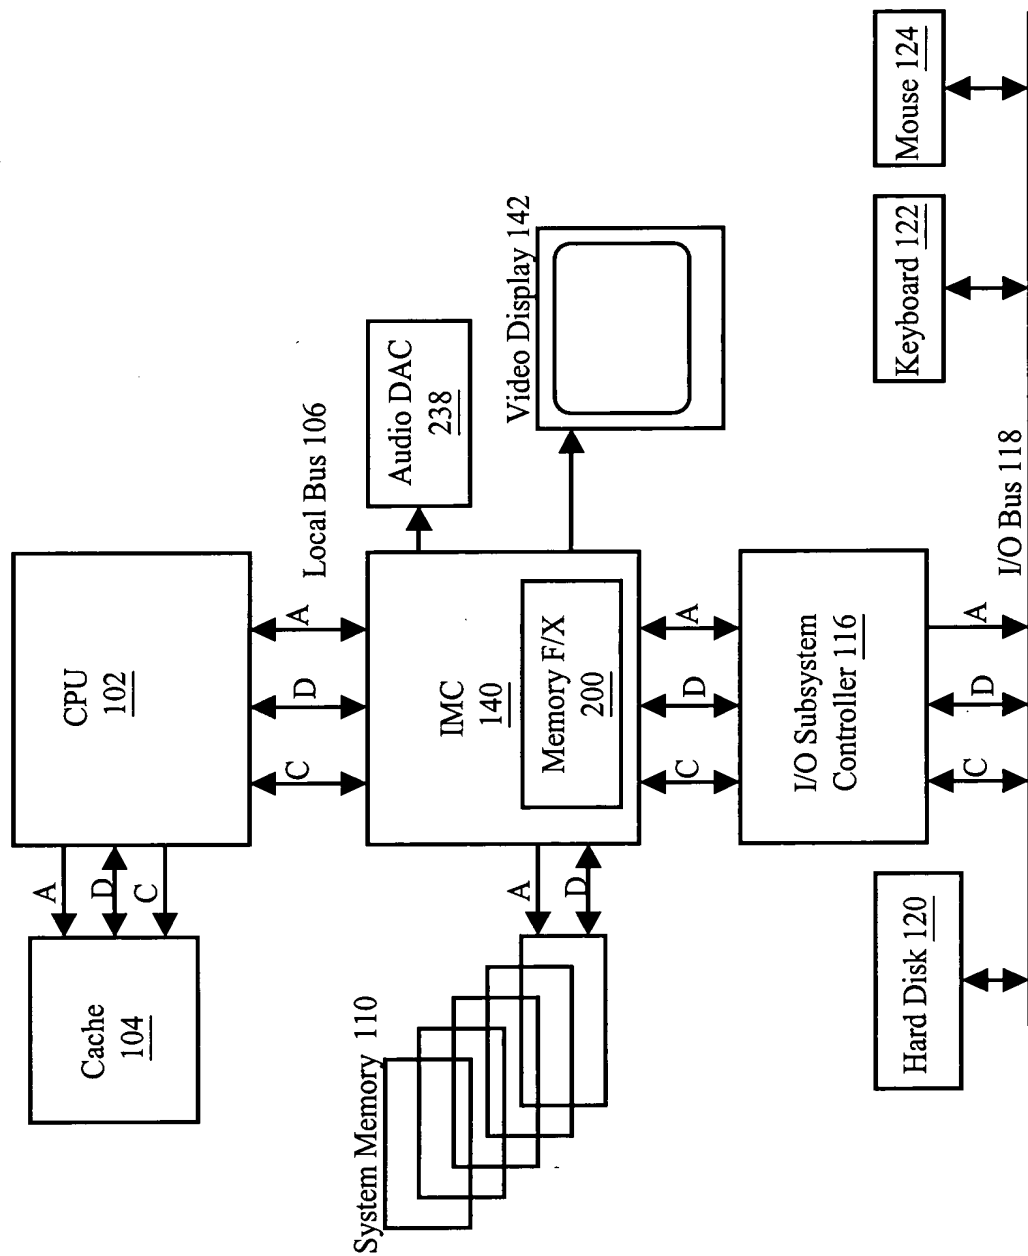 Cache
104
A
D
C
CPU
102
C
D
A
Local Bus 106
System Memory 110
A
D
IMC
140
Memory F/X
200
Audio DAC
238
Video Display 142
C
D
A
I/O Subsystem
Controller 116
C
D
A
I/O Bus 118
Hard Disk 120
Keyboard 122
Mouse 124